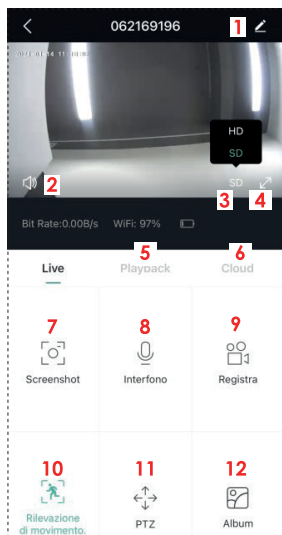 062169196 1
HD
SD
2
SD
3 4
Bit Rate:0.00B/s WiFi: 97%
5 6
Live Playback Cloud
7 8 9
Screenshot Interfono Registra
10 11 12
Rilevazione
di movimento. PTZ Album